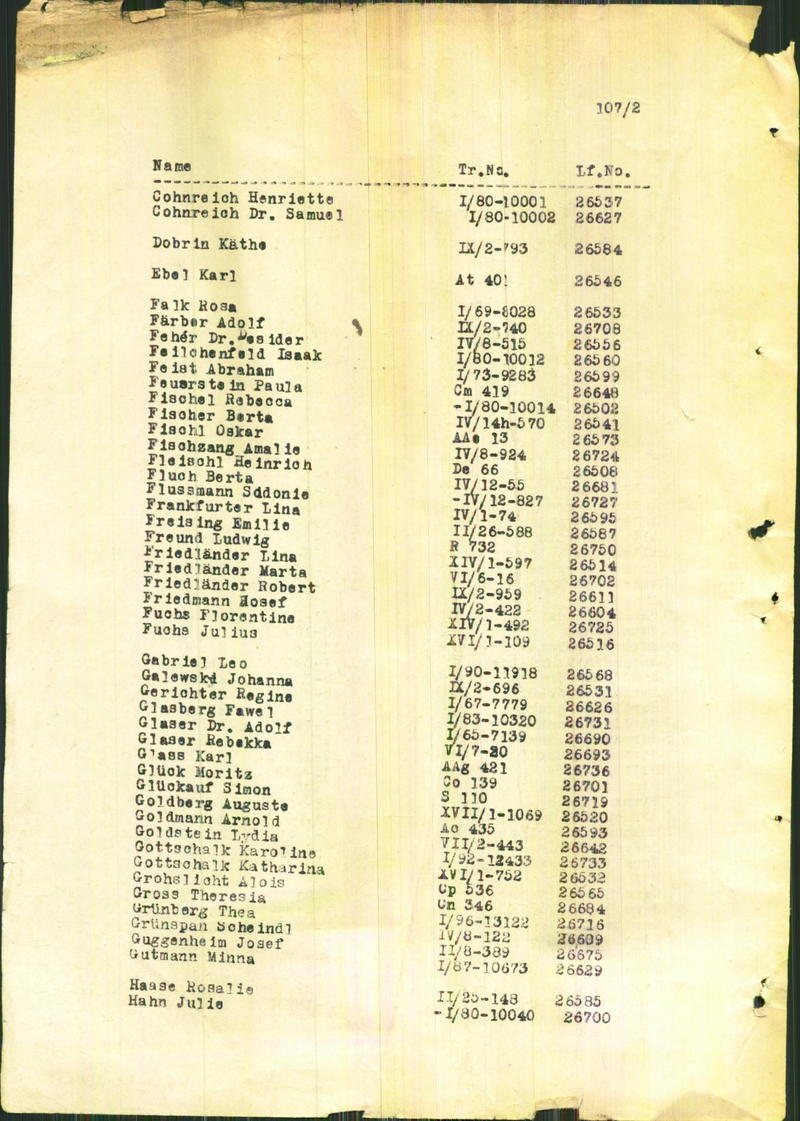 107/2
Name Tr.No. Lf.No.
Cohnreich Henriette I/80-10001 26537
Cohnreich Dr. Samuel I/80-10002 26627
Dobrin Käthe IX/2-793 26584
Ebel Karl At 401 26546
Falk Rosa I/69-8028 26533
Färber Adolf IX/2-740 26708
Fehér Dr.Desider IV/8-515 26556
Feilchenfeld Isaak I/80-10012 26560
Feist Abraham I/73-9283 26599
Feuerstein Paula Cm 419 26648
Fischel Rebecca -I/80-10014 26502
Fischer Berta IV/14h-570 26541
Fischl Oskar AAe 13 26573
Fischzang Amalie IV/8-924 26724
Fleischl Heinrich De 66 26508
Fluch Berta IV/12-55 26681
Flussmann Sddonie -IV/12-827 26727
Frankfurter Lina IV/1-74 26595
Freising Emilie II/26-588 26587
Freund Ludwig R 732 26750
Friedländer Lina XIV/1-597 26514
Friedländer Marta VI/6-16 26702
Friedländer Robert IX/2-959 26611
Friedmann Hosef IV/2-422 26604
Fuchs Florentine XIV/1-492 26725
Fuchs Julius XVI/1-109 26516
Gabriel Leo I/90-11918 26568
Galewski Johanna IX/2-696 26531
Gerichter Regine I/67-7779 26626
Glasberg Fawel I/83-10320 26731
Glaser Dr. Adolf I/65-7139 26690
Glaser Rebekka VI/7-20 26693
Glass Karl AAg 421 26736
Glück Moritz Co 139 26701
Glückauf Simon S 110 26719
Goldberg Auguste XVII/1-1069 26520
Goldmann Arnold Ao 435 26593
Goldstein Lydia VII/2-443 26642
Gottschalk Karoline I/92-12433 26733
Gottschalk Katharina XVI/1-752 26532
Grohslicht Alois Cp 536 26565
Gross Theresia Cn 346 26684
Grünberg Thea I/96-13122 26716
Grünspan Scheindl IV/8-122 26609
Guggenheim Josef II/8-389 26675
Gutmann Minna I/87-10673 26629
Haase Rosalie II/25-148 26585
Hahn Julie -I/80-10040 26700